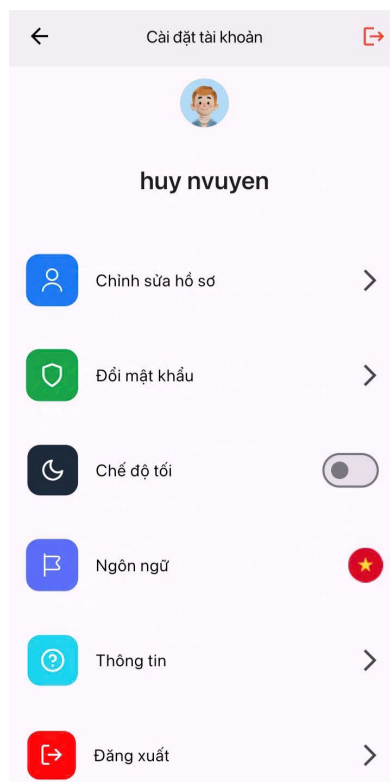 Cài đặt tài khoản
huy nvuyen
Chỉnh sửa hồ sơ
Đổi mật khẩu
Chế độ tối
Ngôn ngữ
Thông tin
Đăng xuất